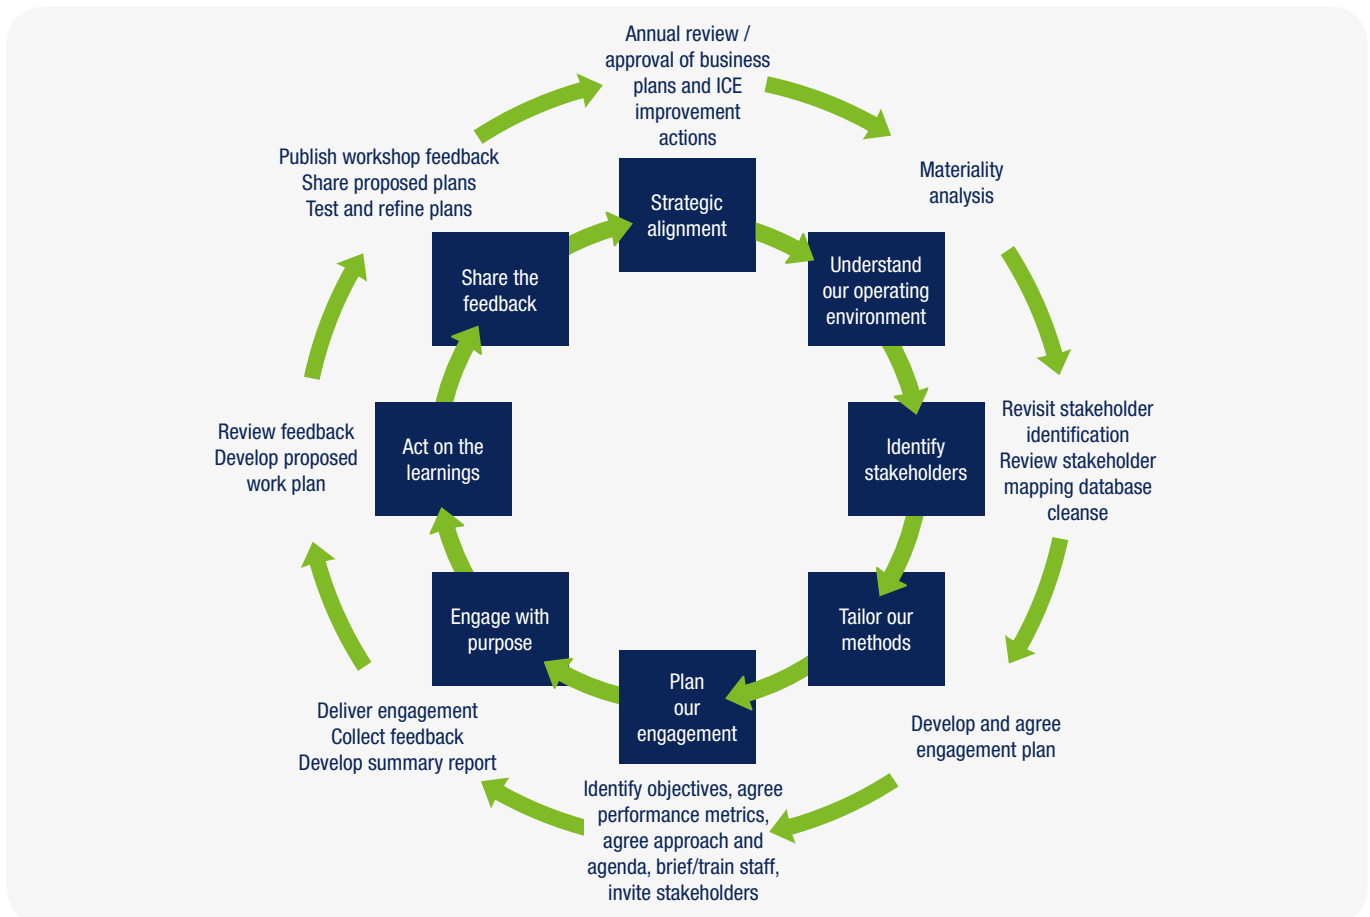 Annual review /
approval of business
plans and ICE
improvement
actions
Strategic
alignment
Materiality
analysis
Understand
our operating
environment
Revisit stakeholder
identification
Review stakeholder
mapping database
cleanse
Identify
stakeholders
Develop and agree
engagement plan
Tailor our
methods
Plan
our
engagement
Identify objectives, agree
performance metrics,
agree approach and
agenda, brief/train staff,
invite stakeholders
Engage with
purpose
Deliver engagement
Collect feedback
Develop summary report
Act on the
learnings
Review feedback
Develop proposed
work plan
Share the
feedback
Publish workshop feedback
Share proposed plans
Test and refine plans